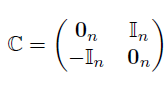 ℂ = ( 𝟎ₙ 𝕀ₙ
−𝕀ₙ 𝟎ₙ )